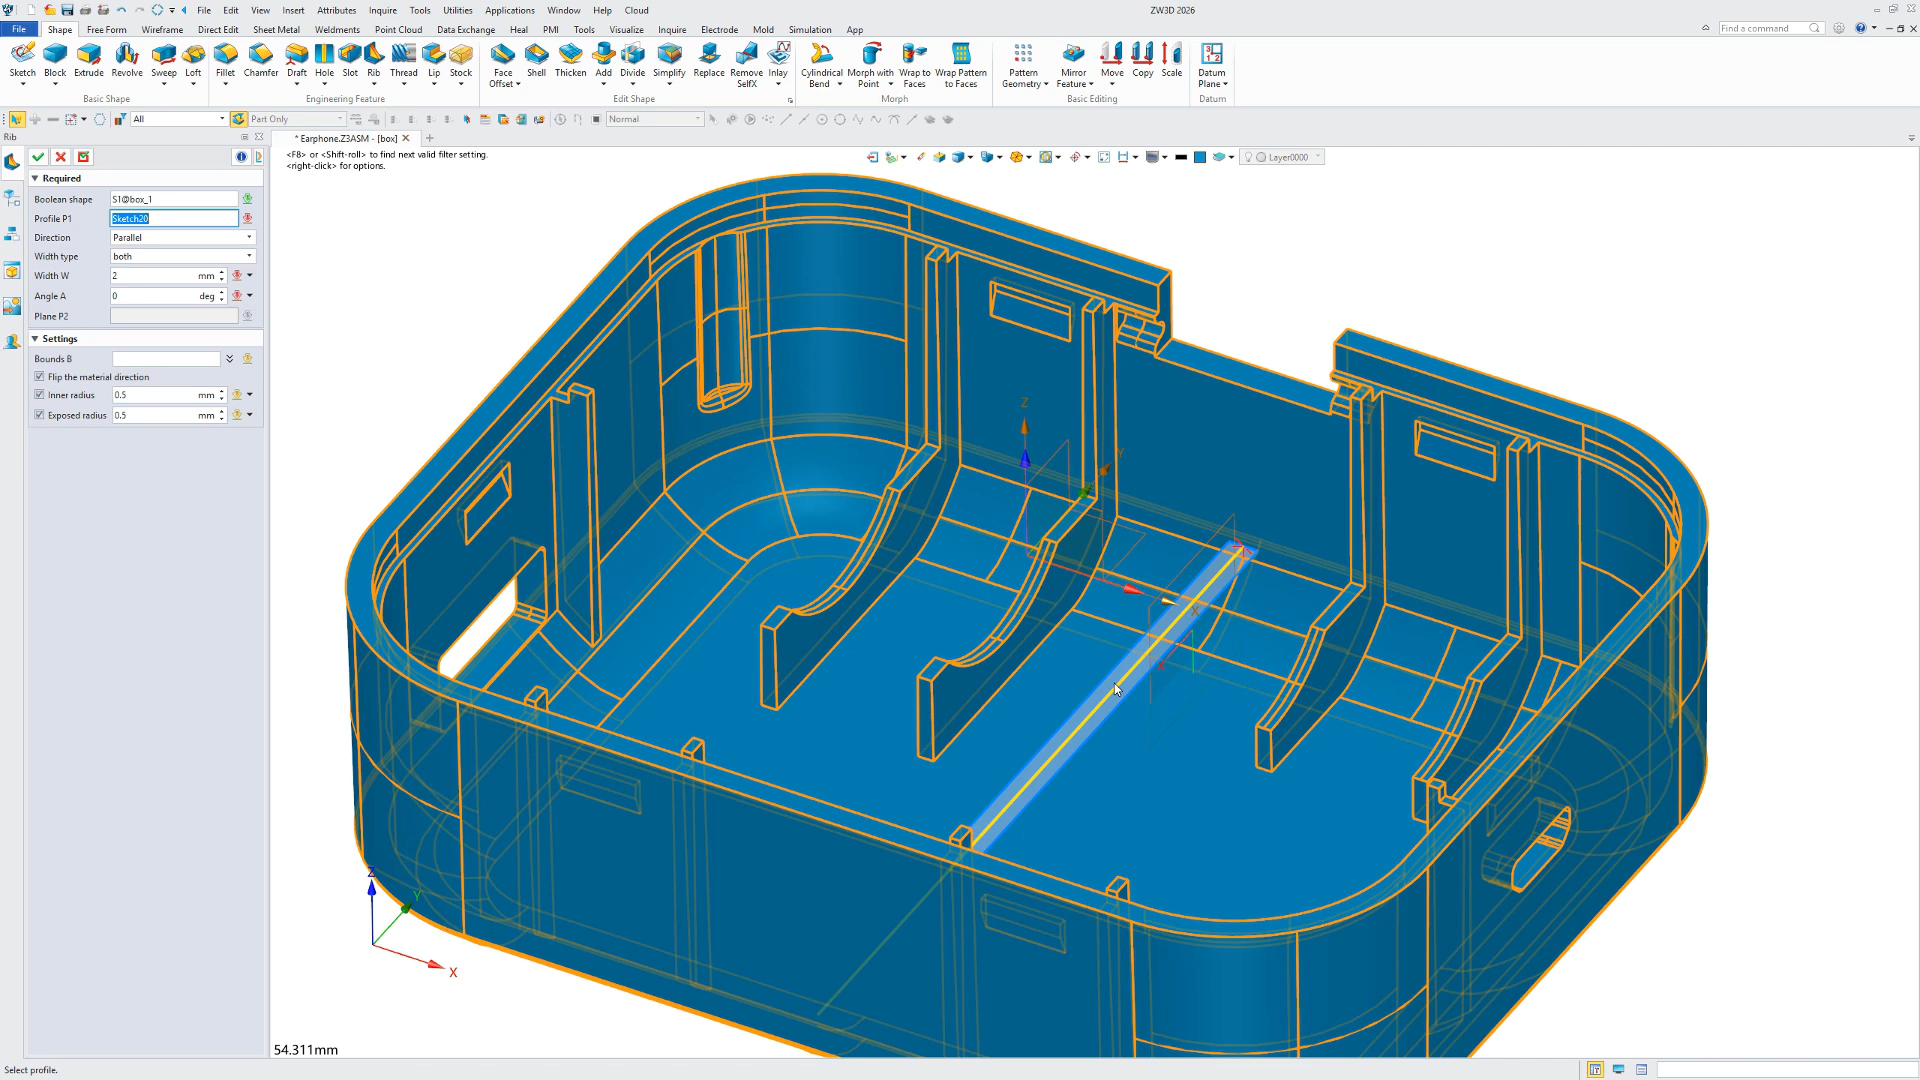 File Edit View Insert Attributes Inquire Tools Utilities Applications Window Help Cloud
ZW3D 2026
File Shape Free Form Wireframe Direct Edit Sheet Metal Weldments Point Cloud Data Exchange Heal PMI Tools Visualize Inquire Electrode Mold Simulation App
Find a command
Sketch Block Extrude Revolve Sweep Loft
Fillet Chamfer Draft Hole Slot Rib Thread Lip Stock
Face Offset Shell Thicken Add Divide Simplify Replace Remove SelfX Inlay
Cylindrical Bend Morph with Point Wrap to Faces Wrap Pattern to Faces
Pattern Geometry Mirror Feature Move Copy Scale
Datum Plane
Basic Shape Engineering Feature Edit Shape Morph Basic Editing Datum
All Part Only Normal
Rib
* Earphone.Z3ASM - [box]
<F8> or <Shift-roll> to find next valid filter setting.
<right-click> for options.
Layer0000
Required
Boolean shape S1@box_1
Profile P1 Sketch20
Direction Parallel
Width type both
Width W 2 mm
Angle A 0 deg
Plane P2
Settings
Bounds B
Flip the material direction
Inner radius 0.5 mm
Exposed radius 0.5 mm
Z
Y
X
X
Z
Y
X
54.311mm
Select profile.